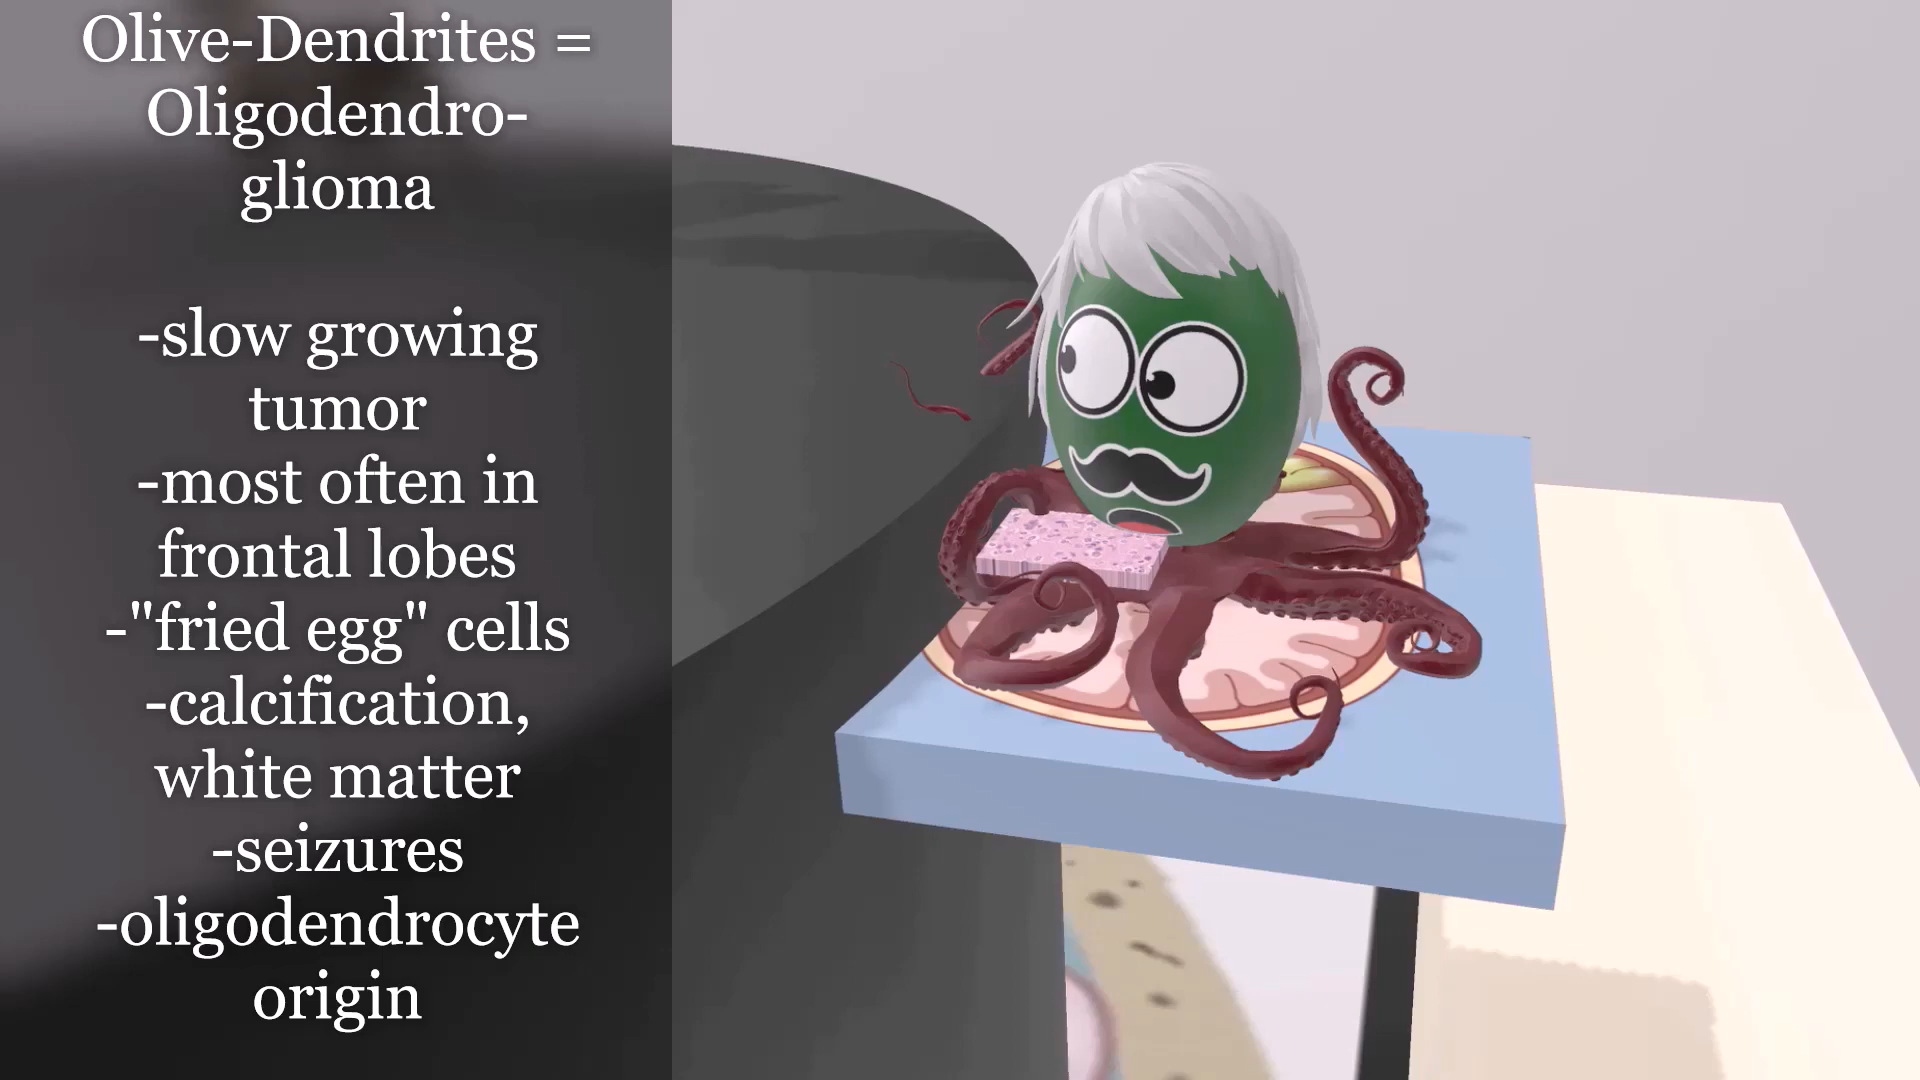 Olive-Dendrites =
Oligodendro-
glioma
-slow growing
tumor
-most often in
frontal lobes
-"fried egg" cells
-calcification,
white matter
-seizures
-oligodendrocyte
origin